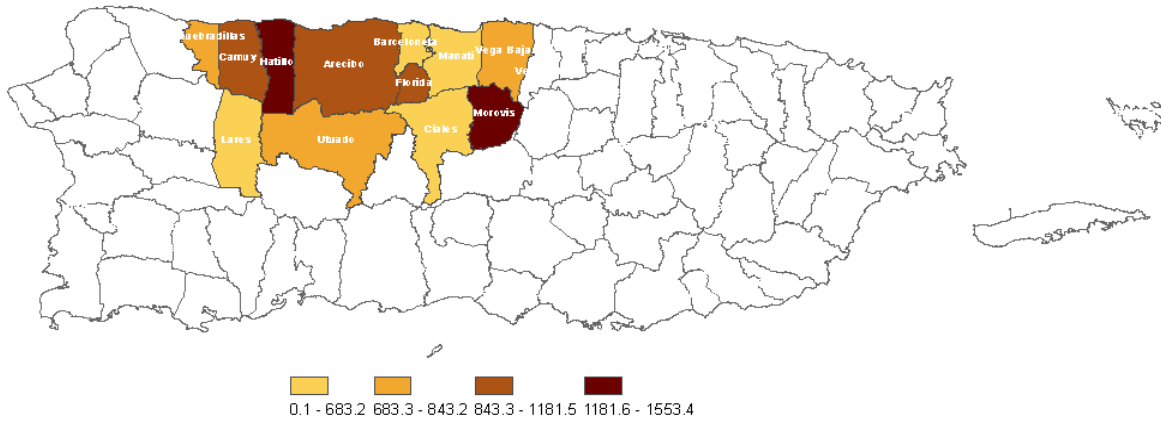 uebradillas
Camuy
Hatillo
Arecibo
Barceloneta
Manatí
Vega Baja
Ve
Florida
Morovis
Lares
Utuado
Ciales
0.1 - 683.2 683.3 - 843.2 843.3 - 1181.5 1181.6 - 1553.4